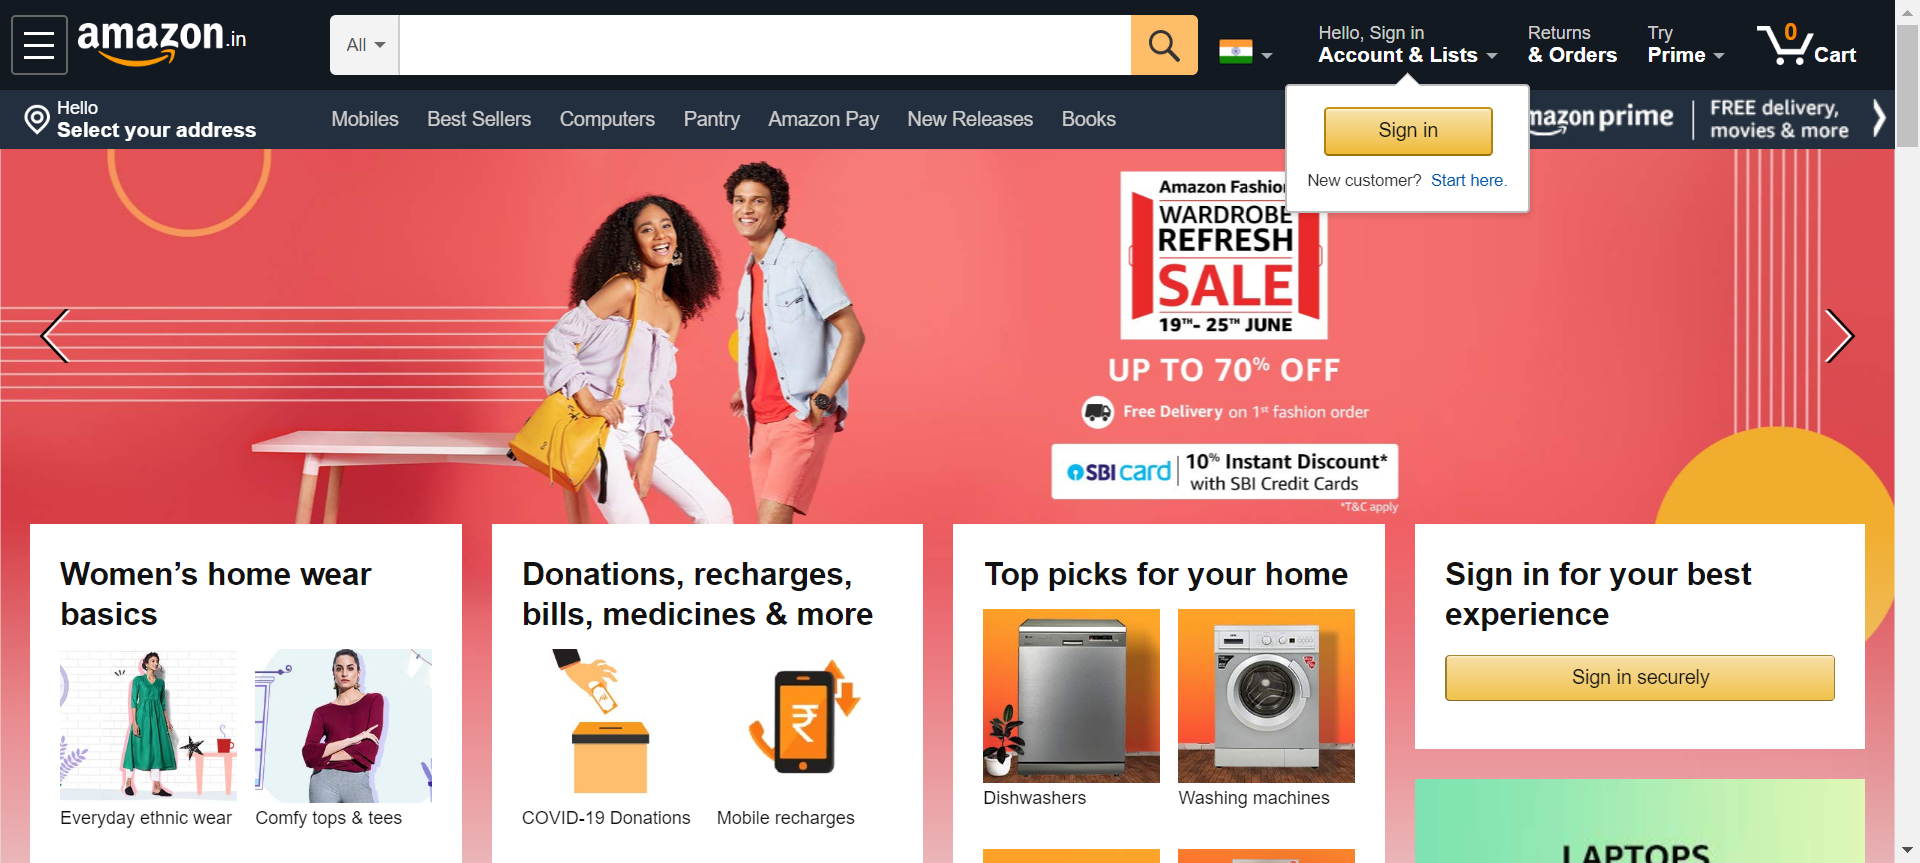 amazon.in
All
Hello, Sign in
Account & Lists
Returns
& Orders
Try
Prime
0
Cart
Hello
Select your address
Mobiles
Best Sellers
Computers
Pantry
Amazon Pay
New Releases
Books
Sign in
New customer? Start here.
mazon prime
FREE delivery,
movies & more
Amazon Fashio
WARDROBE
REFRESH
SALE
19TH - 25TH JUNE
UP TO 70% OFF
Free Delivery on 1st fashion order
SBI card
10% Instant Discount*
with SBI Credit Cards
*T&C apply
Women's home wear
basics
Everyday ethnic wear
Comfy tops & tees
Donations, recharges,
bills, medicines & more
COVID-19 Donations
Mobile recharges
Top picks for your home
Dishwashers
Washing machines
Sign in for your best
experience
Sign in securely
LAPTOPS